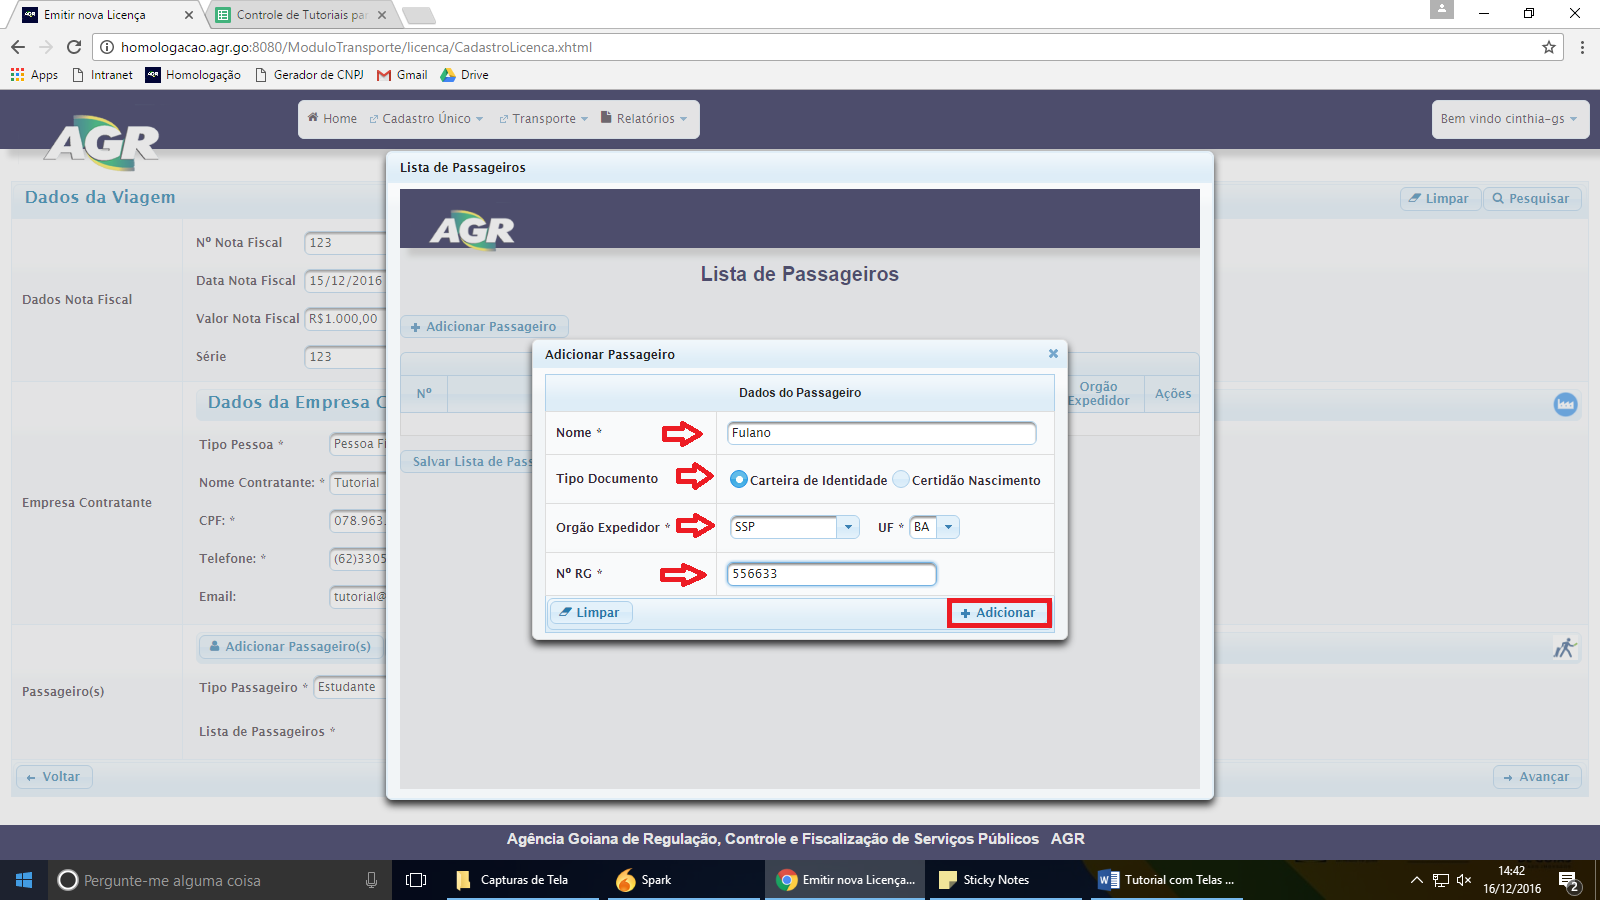 Emitir nova Licença
Controle de Tutoriais pa
homologacao.agr.go:8080/ModuloTransporte/licenca/CadastroLicenca.xhtml
Apps Intranet Homologação Gerador de CNPJ Gmail Drive
AGR
Home Cadastro Único Transporte Relatórios
Bem vindo cinthia-gs
Dados da Viagem
Limpar Pesquisar
Dados Nota Fiscal
Nº Nota Fiscal 123
Data Nota Fiscal 15/12/2016
Valor Nota Fiscal R$1.000,00
Série 123
Empresa Contratante
Dados da Empresa C
Tipo Pessoa * Pessoa Fí
Nome Contratante: * Tutorial
CPF: * 078.963.
Telefone: * (62)3305
Email: tutorial@
Passageiro(s)
Adicionar Passageiro(s)
Tipo Passageiro * Estudante
Lista de Passageiros *
Voltar
Avançar
Lista de Passageiros
AGR
Lista de Passageiros
Adicionar Passageiro
Nº
Orgão Expedidor
Ações
Salvar Lista de Pass
Adicionar Passageiro
Dados do Passageiro
Nome * Fulano
Tipo Documento Carteira de Identidade Certidão Nascimento
Orgão Expedidor * SSP UF * BA
Nº RG * 556633
Limpar Adicionar
Agência Goiana de Regulação, Controle e Fiscalização de Serviços Públicos AGR
Pergunte-me alguma coisa
Capturas de Tela
Spark
Emitir nova Licença...
Sticky Notes
Tutorial com Telas ...
14:42
16/12/2016
2